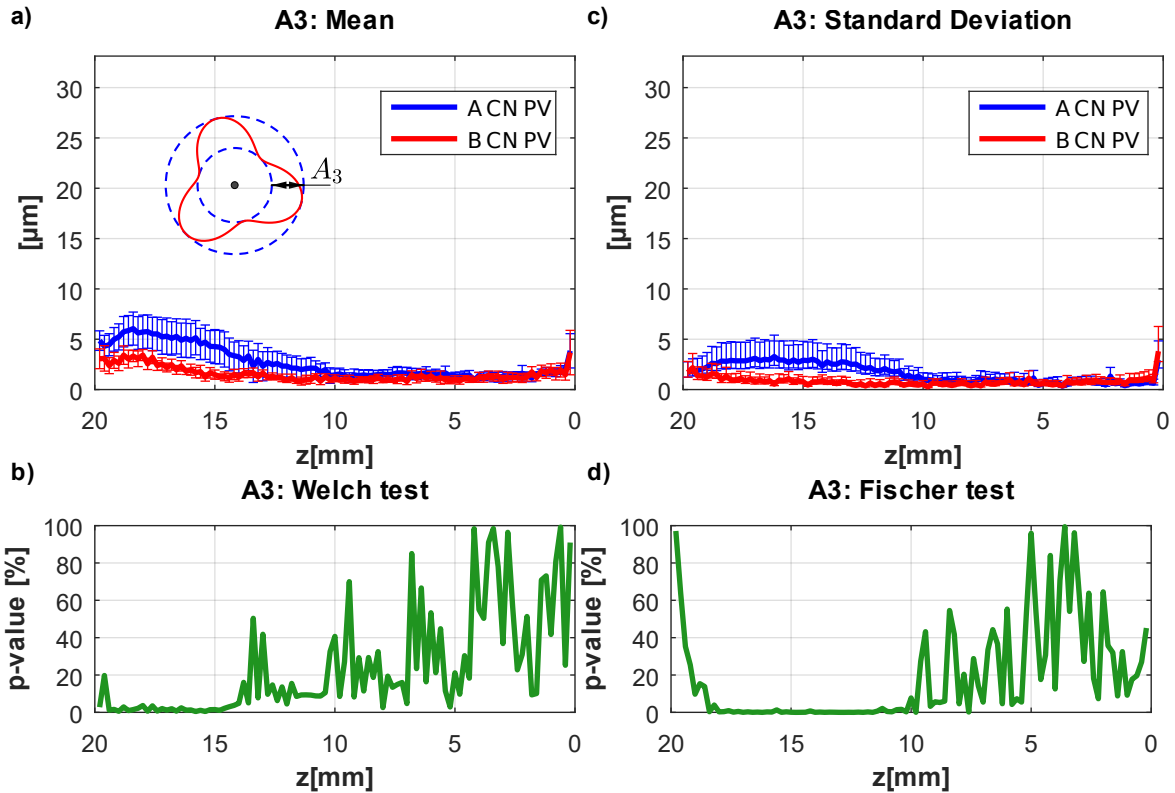 a)
A3: Mean
[µm]
30
25
20
15
10
5
0
A CN PV
B CN PV
A3
20
15
10
5
0
z[mm]
c)
A3: Standard Deviation
[µm]
30
25
20
15
10
5
0
A CN PV
B CN PV
20
15
10
5
0
z[mm]
b)
A3: Welch test
p-value [%]
100
80
60
40
20
0
20
15
10
5
0
z[mm]
d)
A3: Fischer test
p-value [%]
100
80
60
40
20
0
20
15
10
5
0
z[mm]